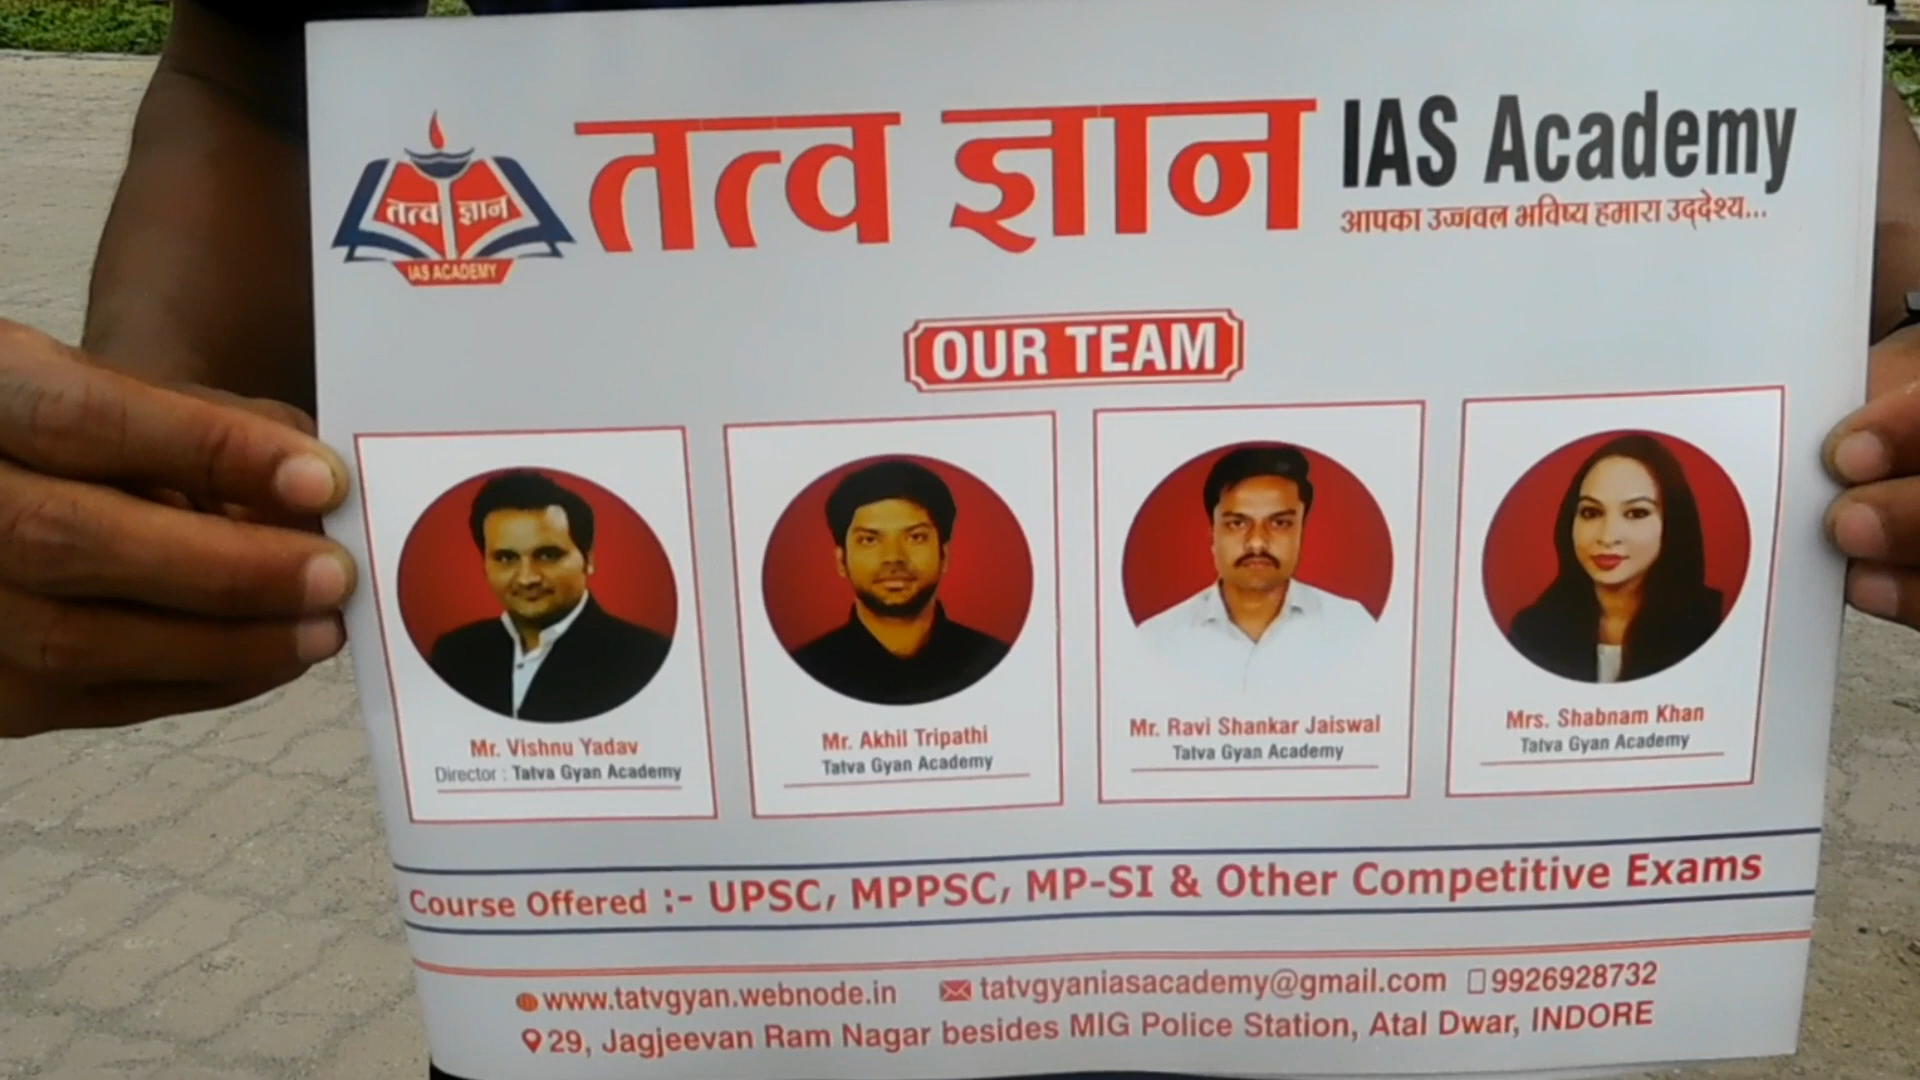 तत्व ज्ञान
IAS ACADEMY
तत्व ज्ञान IAS Academy
आपका उज्जवल भविष्य हमारा उद्देश्य...
OUR TEAM
Mr. Vishnu Yadav
Director : Tatva Gyan Academy
Mr. Akhil Tripathi
Tatva Gyan Academy
Mr. Ravi Shankar Jaiswal
Tatva Gyan Academy
Mrs. Shabnam Khan
Tatva Gyan Academy
Course Offered :- UPSC, MPPSC, MP-SI & Other Competitive Exams
www.tatvgyan.webnode.in tatvgyaniasacademy@gmail.com 9926928732
29, Jagjeevan Ram Nagar besides MIG Police Station, Atal Dwar, INDORE